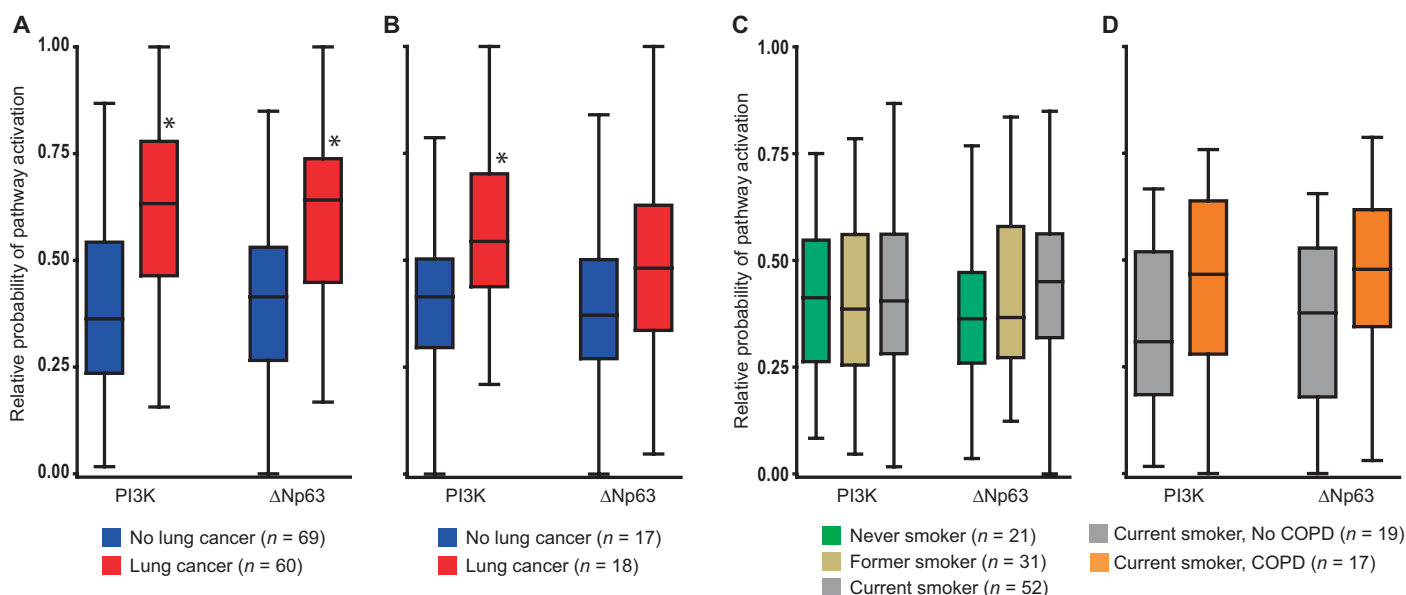 A
B
C
D
Relative probability of pathway activation
1.00
0.75
0.50
0.25
0.00
*
*
PI3K
ΔNp63
No lung cancer (n = 69)
Lung cancer (n = 60)
*
PI3K
ΔNp63
No lung cancer (n = 17)
Lung cancer (n = 18)
Relative probability of pathway activation
1.00
0.75
0.50
0.25
0.00
PI3K
ΔNp63
Never smoker (n = 21)
Former smoker (n = 31)
Current smoker (n = 52)
PI3K
ΔNp63
Current smoker, No COPD (n = 19)
Current smoker, COPD (n = 17)